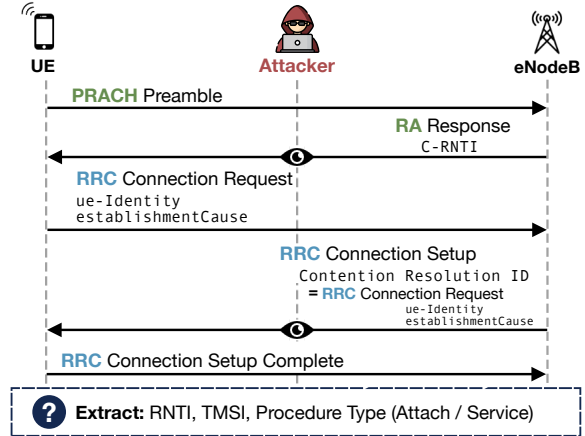 UE
Attacker
eNodeB
PRACH Preamble
RA Response
C-RNTI
RRC Connection Request
ue-Identity
establishmentCause
RRC Connection Setup
Contention Resolution ID
= RRC Connection Request
ue-Identity
establishmentCause
RRC Connection Setup Complete
? Extract: RNTI, TMSI, Procedure Type (Attach / Service)